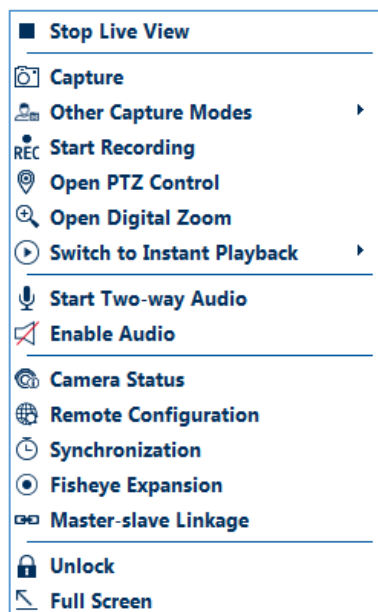 Stop Live View
Capture
Other Capture Modes
REC Start Recording
Open PTZ Control
Open Digital Zoom
Switch to Instant Playback
Start Two-way Audio
Enable Audio
Camera Status
Remote Configuration
Synchronization
Fisheye Expansion
Master-slave Linkage
Unlock
Full Screen